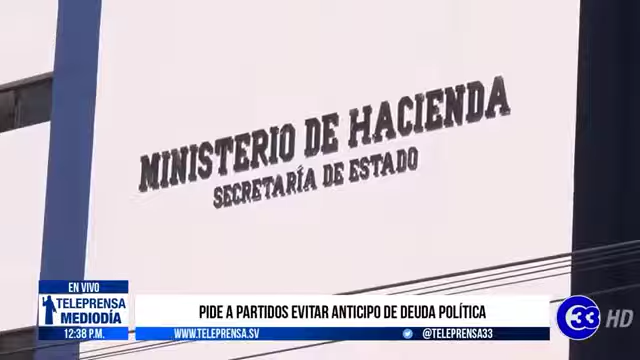 MINISTERIO DE HACIENDA
SECRETARÍA DE ESTADO
EN VIVO
TELEPRENSA
MEDIODÍA
12:38 P.M.
PIDE A PARTIDOS EVITAR ANTICIPO DE DEUDA POLÍTICA
WWW.TELEPRENSA.SV
@TELEPRENSA33
33 HD